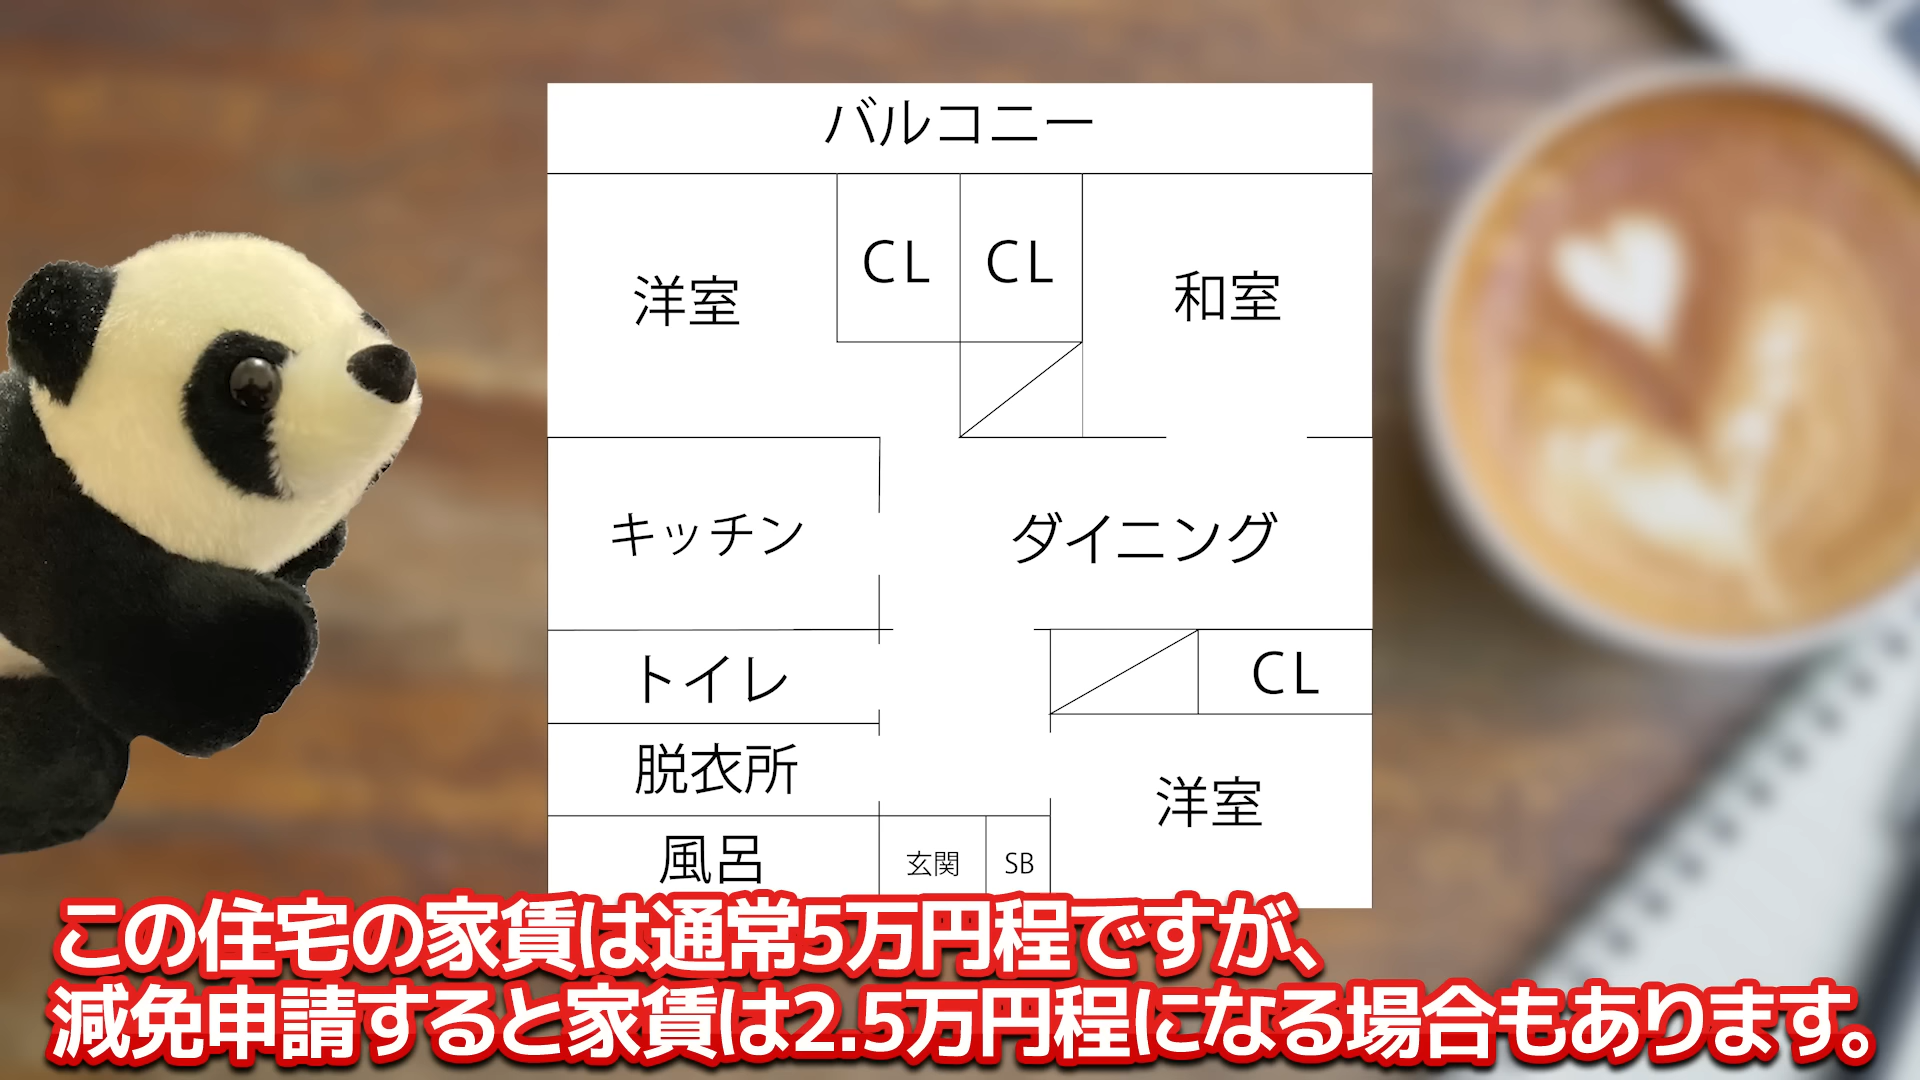 バルコニー
洋室
CL
CL
和室
キッチン
ダイニング
トイレ
CL
脱衣所
洋室
風呂
玄関
SB
この住宅の家賃は通常5万円程ですが、
減免申請すると家賃は2.5万円程になる場合もあります。